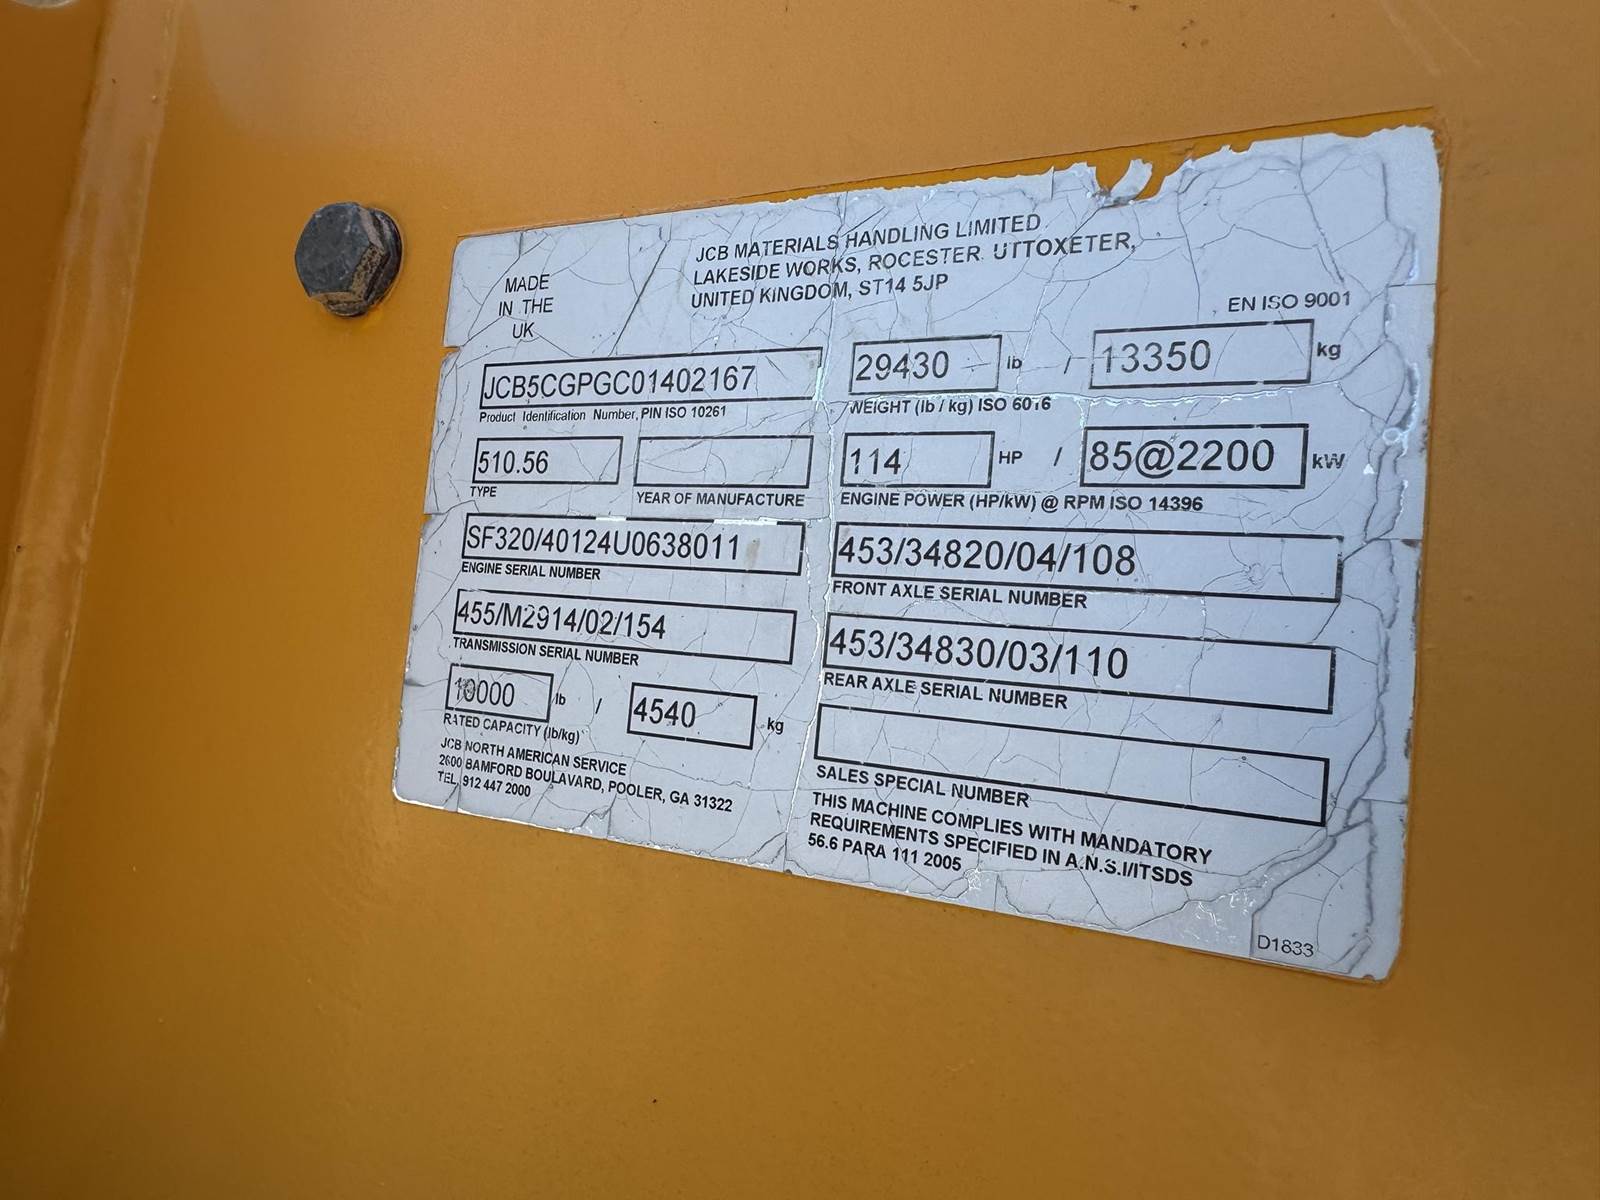 MADE
IN THE
UK
JCB MATERIALS HANDLING LIMITED
LAKESIDE WORKS, ROCESTER. UTTOXETER,
UNITED KINGDOM, ST14 5JP
EN ISO 9001
JCB5CGPGC01402167
Product Identification Number, PIN ISO 10261
29430 lb / 13350 kg
WEIGHT (lb / kg) ISO 6016
510.56
TYPE
YEAR OF MANUFACTURE
114 HP / 85@2200 kW
ENGINE POWER (HP/kW) @ RPM ISO 14396
SF320/40124U0638011
ENGINE SERIAL NUMBER
453/34820/04/108
FRONT AXLE SERIAL NUMBER
455/M2914/02/154
TRANSMISSION SERIAL NUMBER
453/34830/03/110
REAR AXLE SERIAL NUMBER
10000 lb / 4540 kg
RATED CAPACITY (lb/kg)
JCB NORTH AMERICAN SERVICE
2600 BAMFORD BOULAVARD, POOLER, GA 31322
TEL. 912 447 2000
SALES SPECIAL NUMBER
THIS MACHINE COMPLIES WITH MANDATORY
REQUIREMENTS SPECIFIED IN A.N.S.I/ITSDS
56.6 PARA 111 2005
D1833